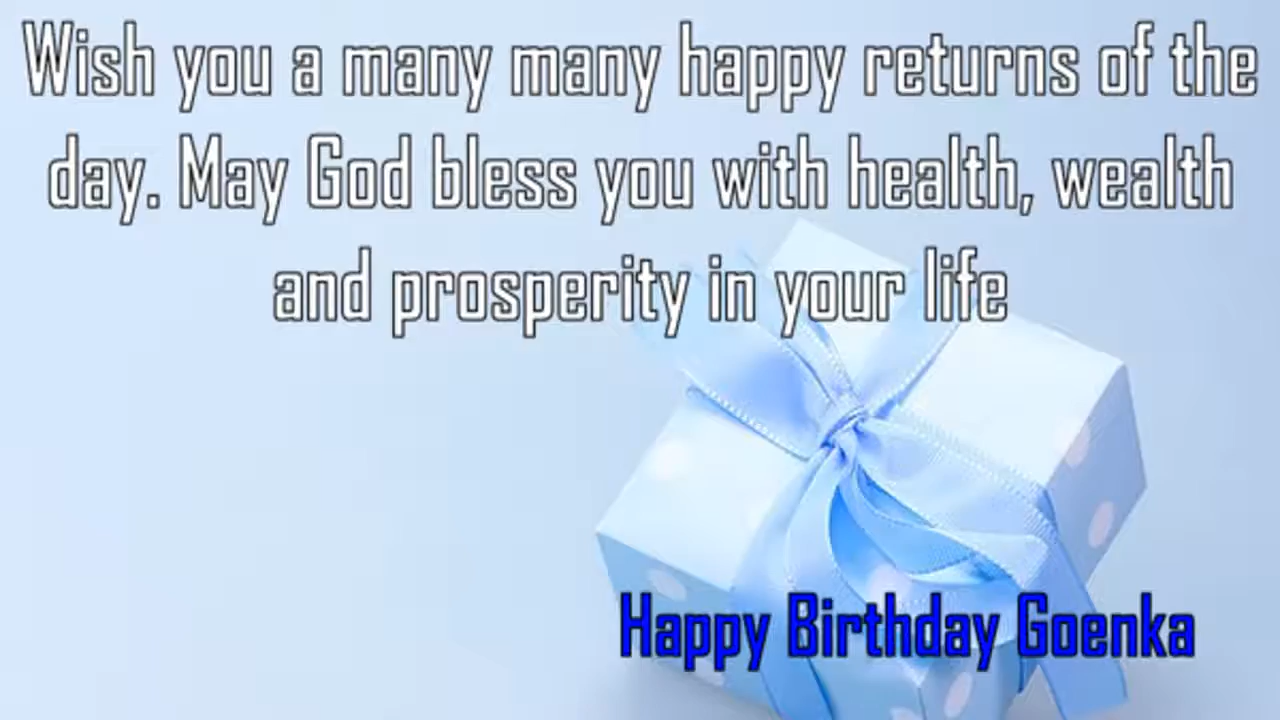 Wish you a many many happy returns of the
day. May God bless you with health, wealth
and prosperity in your life
Happy Birthday Goenka